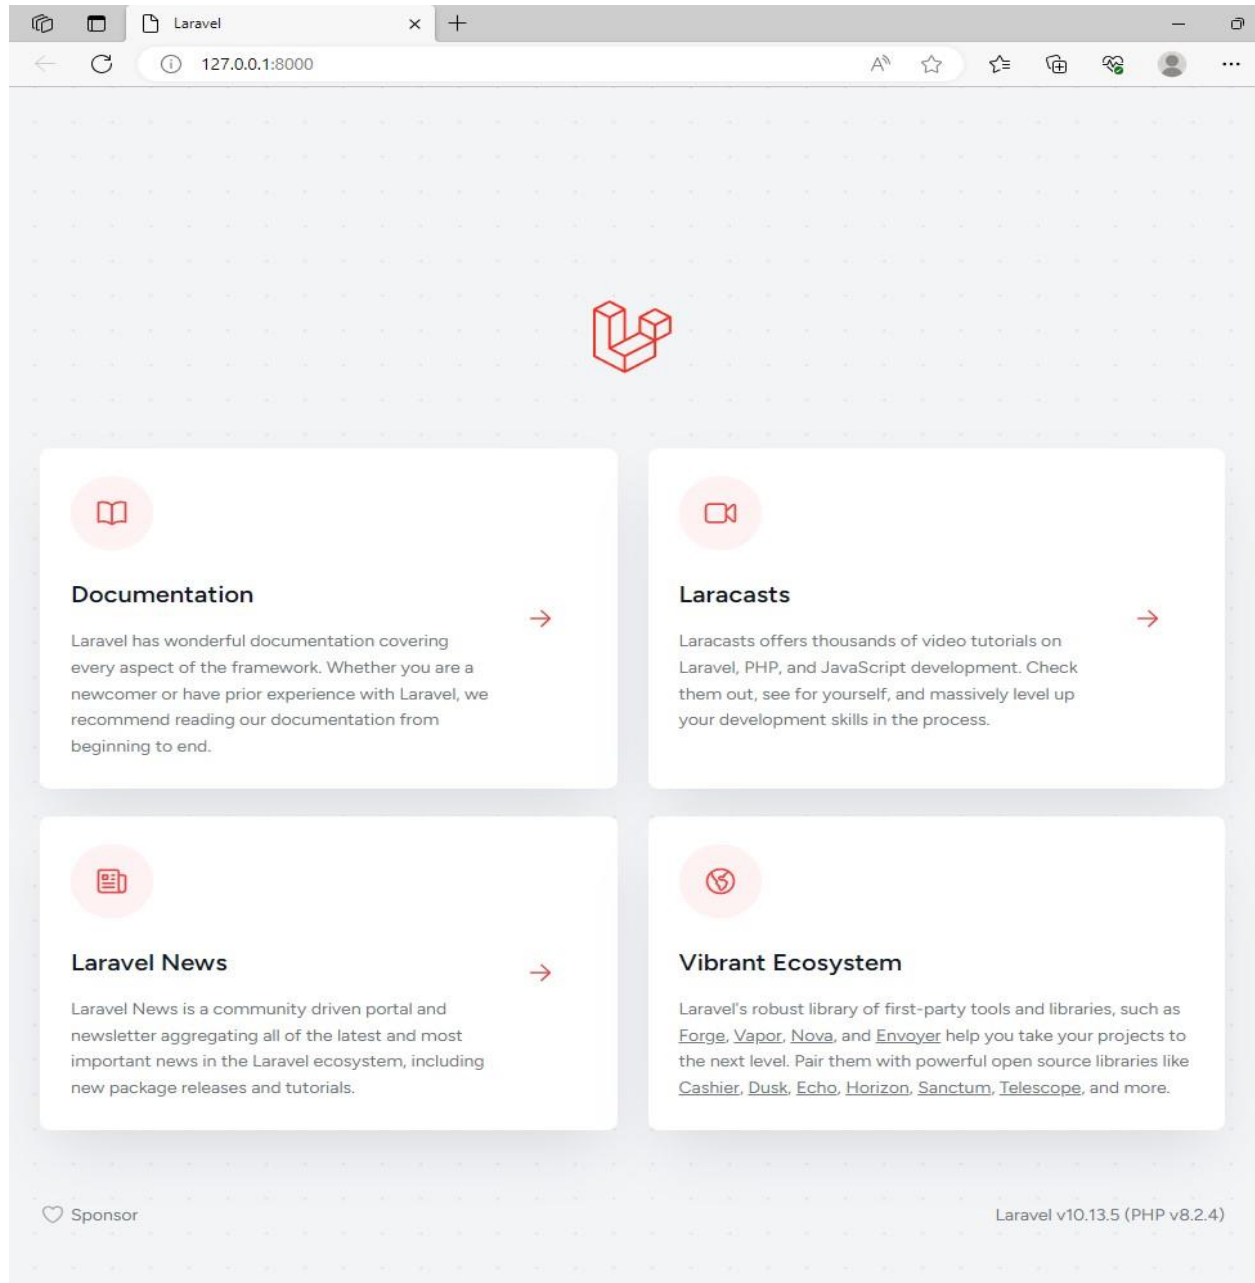 Laravel
127.0.0.1:8000
Documentation
Laravel has wonderful documentation covering
every aspect of the framework. Whether you are a
newcomer or have prior experience with Laravel, we
recommend reading our documentation from
beginning to end.
Laracasts
Laracasts offers thousands of video tutorials on
Laravel, PHP, and JavaScript development. Check
them out, see for yourself, and massively level up
your development skills in the process.
Laravel News
Laravel News is a community driven portal and
newsletter aggregating all of the latest and most
important news in the Laravel ecosystem, including
new package releases and tutorials.
Vibrant Ecosystem
Laravel's robust library of first-party tools and libraries, such as
Forge, Vapor, Nova, and Envoyer help you take your projects to
the next level. Pair them with powerful open source libraries like
Cashier, Dusk, Echo, Horizon, Sanctum, Telescope, and more.
Sponsor
Laravel v10.13.5 (PHP v8.2.4)